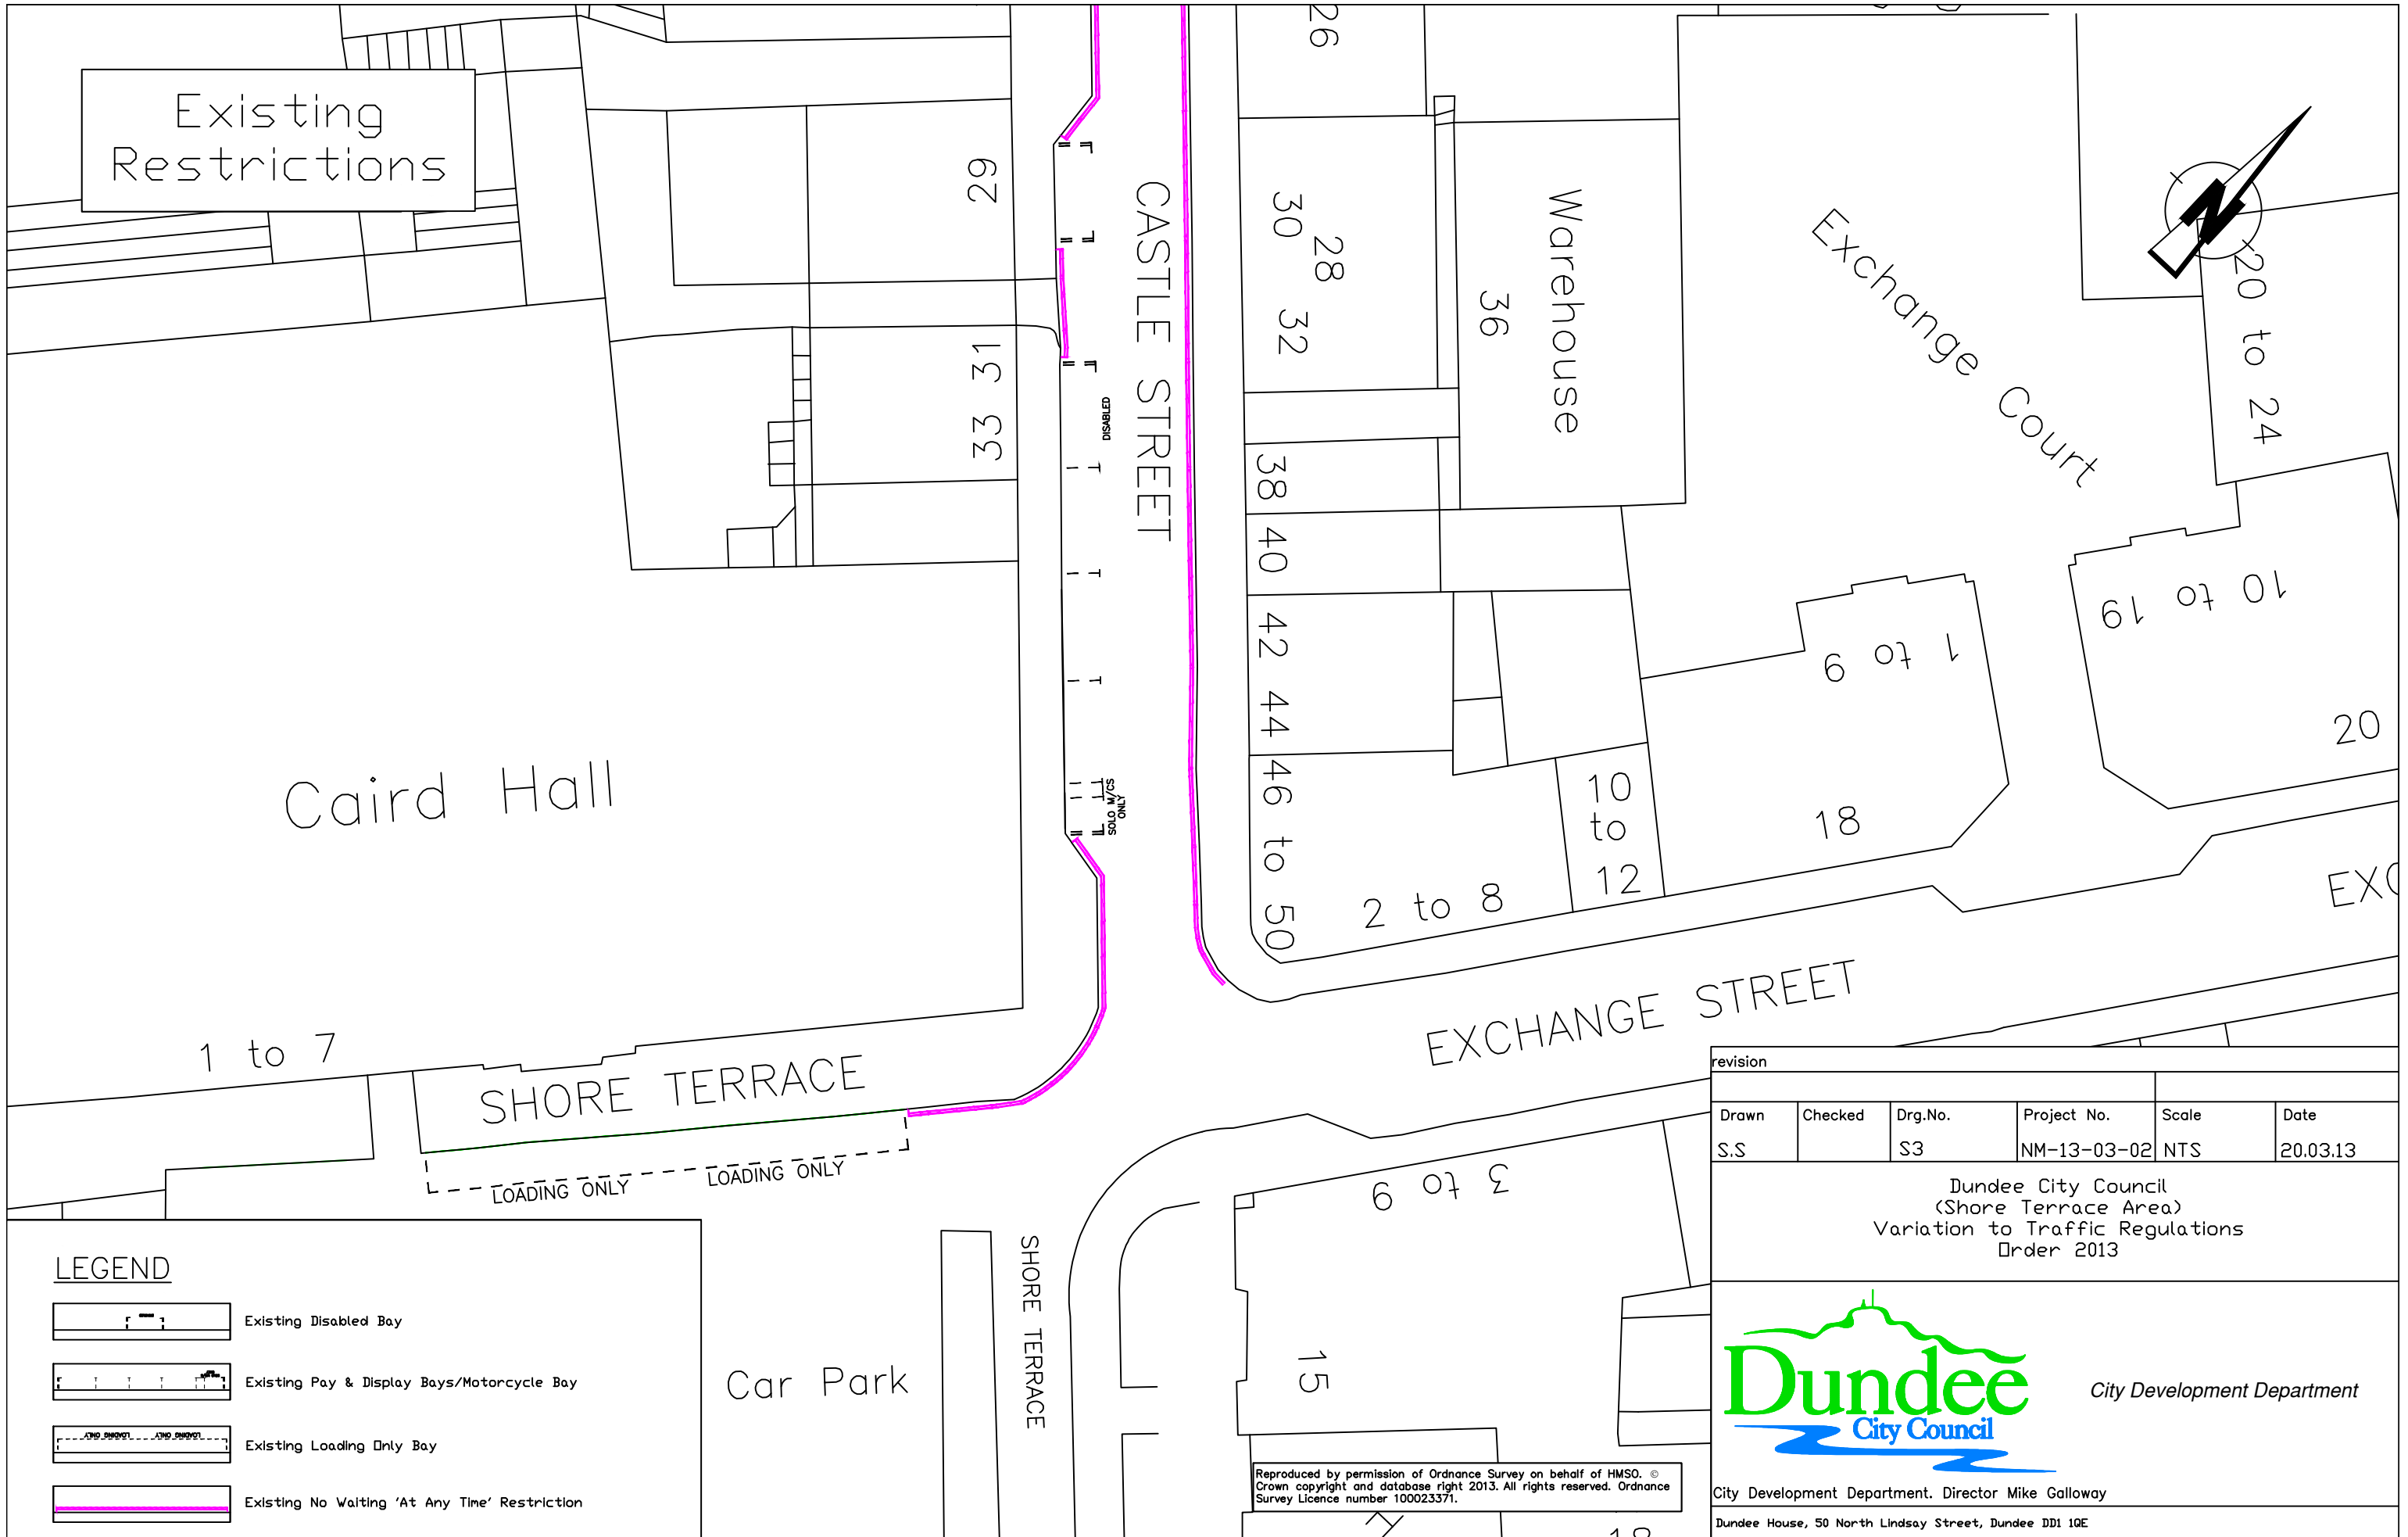 Existing
Restrictions
26
29
CASTLE STREET
30
28
32
Warehouse
36
Exchange Court
N
20 to 24
33 31
DISABLED
38
40
42
44
46 to 50
10 to 19
1 to 9
20
Caird Hall
SOLO M/CS
ONLY
10
to
12
18
2 to 8
EXCHANGE STREET
1 to 7
SHORE TERRACE
LOADING ONLY LOADING ONLY
3 to 9
SHORE TERRACE
15
Car Park
LEGEND
Existing Disabled Bay
Existing Pay & Display Bays/Motorcycle Bay
LOADING ONLY LOADING ONLY
Existing Loading Only Bay
Existing No Waiting 'At Any Time' Restriction
Reproduced by permission of Ordnance Survey on behalf of HMSO. ©
Crown copyright and database right 2013. All rights reserved. Ordnance
Survey Licence number 100023371.
revision
Drawn Checked Drg.No. Project No. Scale Date
S.S S3 NM-13-03-02 NTS 20.03.13
Dundee City Council
(Shore Terrace Area)
Variation to Traffic Regulations
Order 2013
Dundee
City Council
City Development Department
City Development Department. Director Mike Galloway
Dundee House, 50 North Lindsay Street, Dundee DD1 1QE